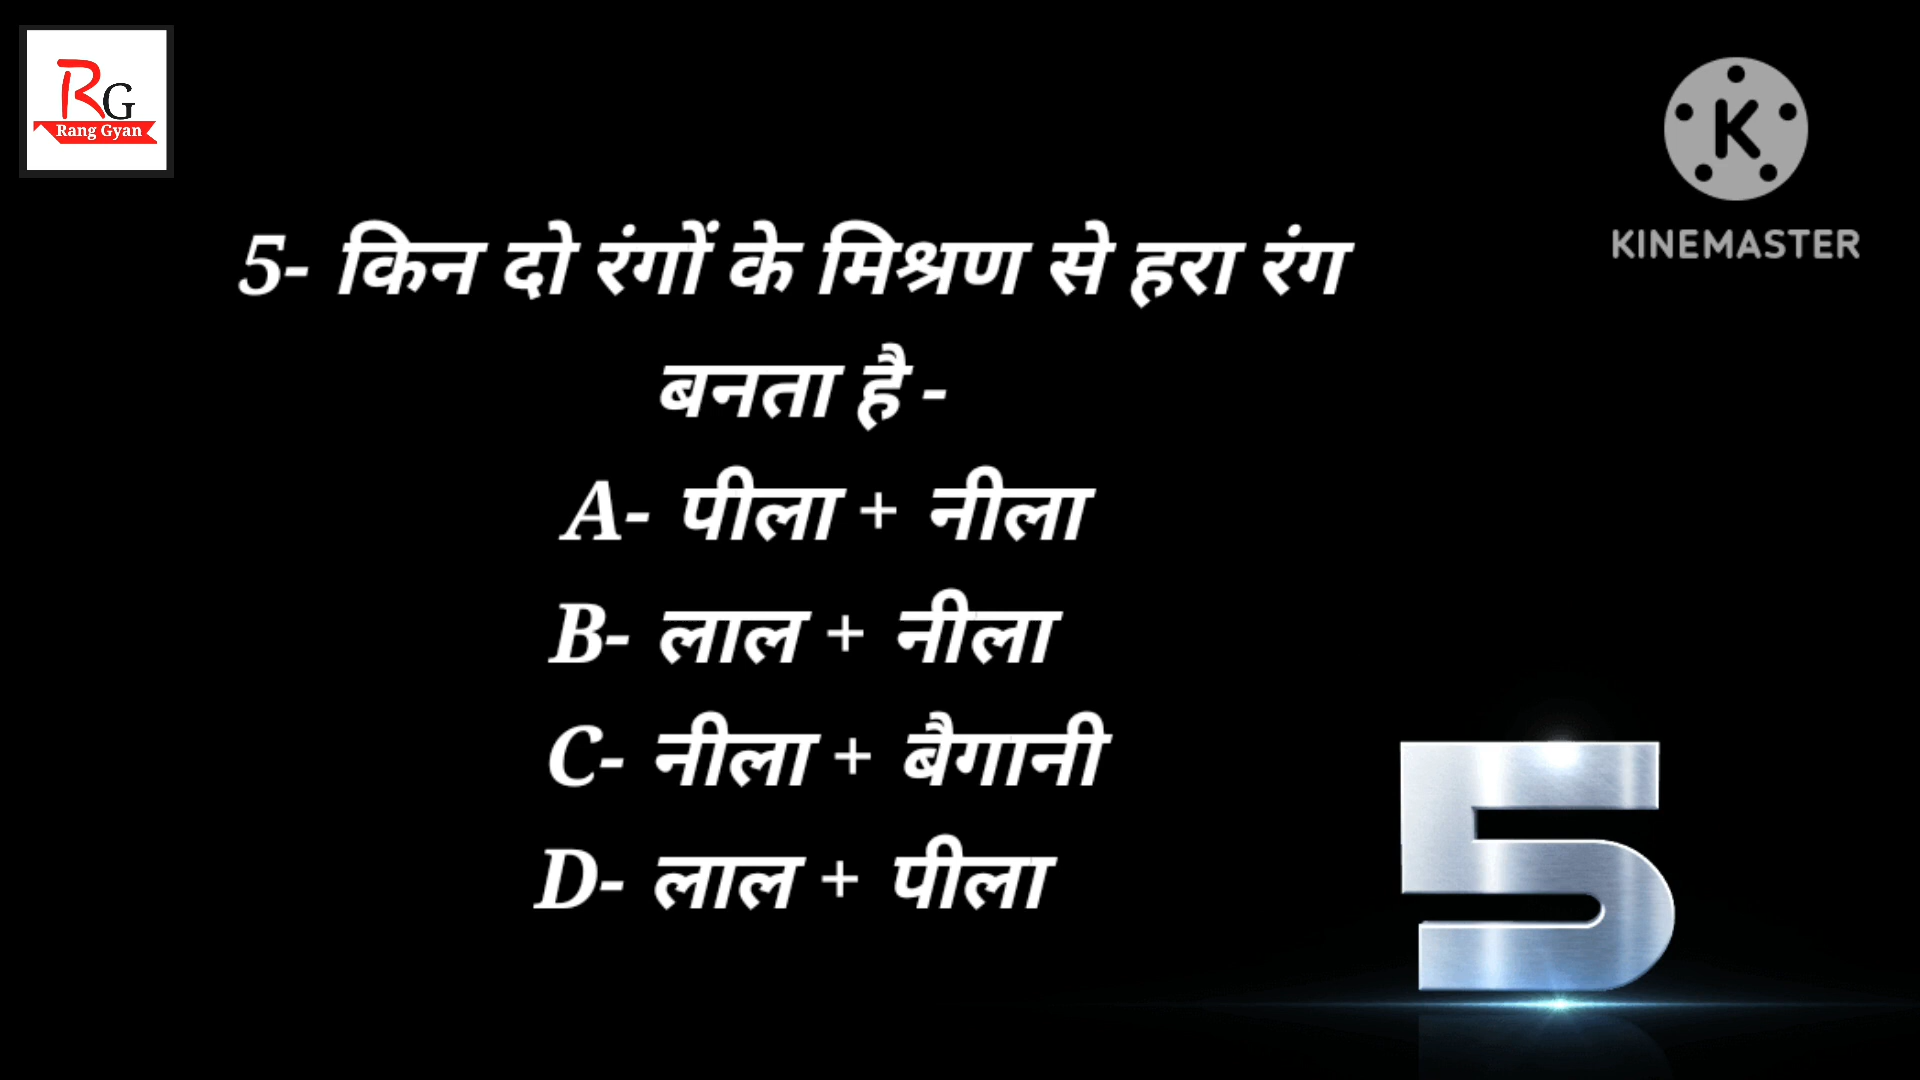 RG
Rang Gyan
K
KINEMASTER
5- किन दो रंगों के मिश्रण से हरा रंग
बनता है -
A- पीला + नीला
B- लाल + नीला
C- नीला + बैगानी
D- लाल + पीला
5